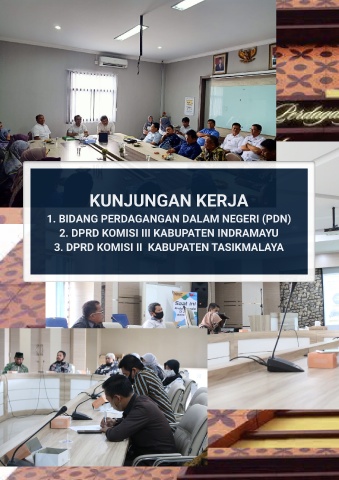 Perdaga
KUNJUNGAN KERJA
1. BIDANG PERDAGANGAN DALAM NEGERI (PDN)
2. DPRD KOMISI III KABUPATEN INDRAMAYU
3. DPRD KOMISI II KABUPATEN TASIKMALAYA